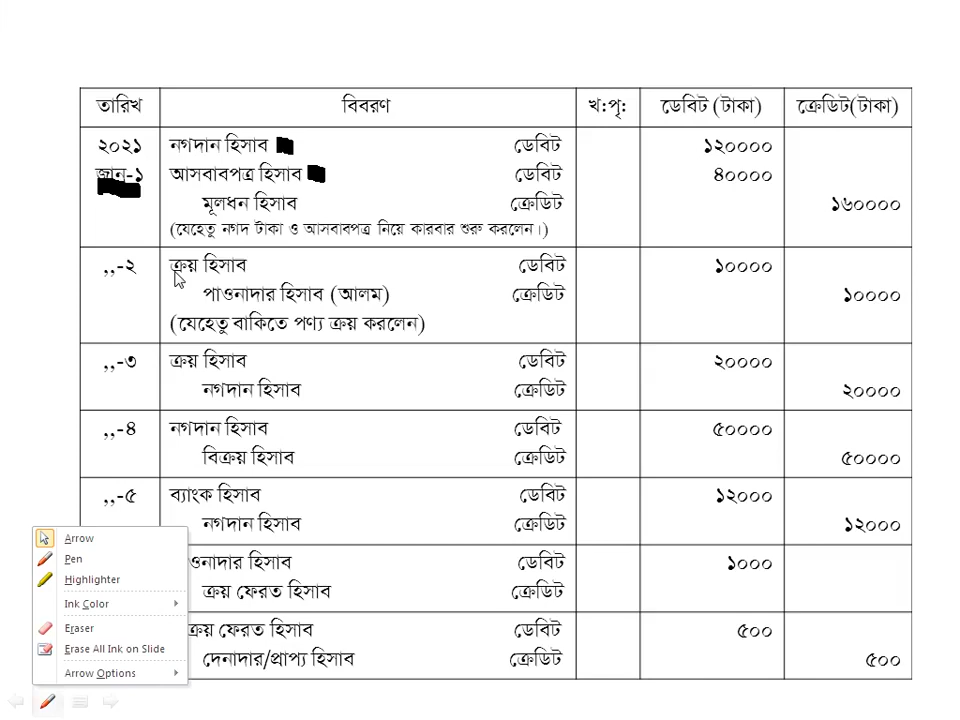 তারিখ বিবরণ খ:পৃ: ডেবিট (টাকা) ক্রেডিট(টাকা)
২০২১ নগদান হিসাব ডেবিট ১২০০০০
জানু-১ আসবাবপত্র হিসাব ডেবিট ৪০০০০
মূলধন হিসাব ক্রেডিট ১৬০০০০
(যেহেতু নগদ টাকা ও আসবাবপত্র নিয়ে কারবার শুরু করলেন।)
,,-২ ক্রয় হিসাব ডেবিট ১০০০০
পাওনাদার হিসাব (আলম) ক্রেডিট ১০০০০
(যেহেতু বাকিতে পণ্য ক্রয় করলেন)
,,-৩ ক্রয় হিসাব ডেবিট ২০০০০
নগদান হিসাব ক্রেডিট ২০০০০
,,-৪ নগদান হিসাব ডেবিট ৫০০০০
বিক্রয় হিসাব ক্রেডিট ৫০০০০
,,-৫ ব্যাংক হিসাব ডেবিট ১২০০০
নগদান হিসাব ক্রেডিট ১২০০০
ওনাদার হিসাব ডেবিট ১০০০
ক্রয় ফেরত হিসাব ক্রেডিট
ক্রয় ফেরত হিসাব ডেবিট ৫০০
দেনাদার/প্রাপ্য হিসাব ক্রেডিট ৫০০
Arrow
Pen
Highlighter
Ink Color
Eraser
Erase All Ink on Slide
Arrow Options